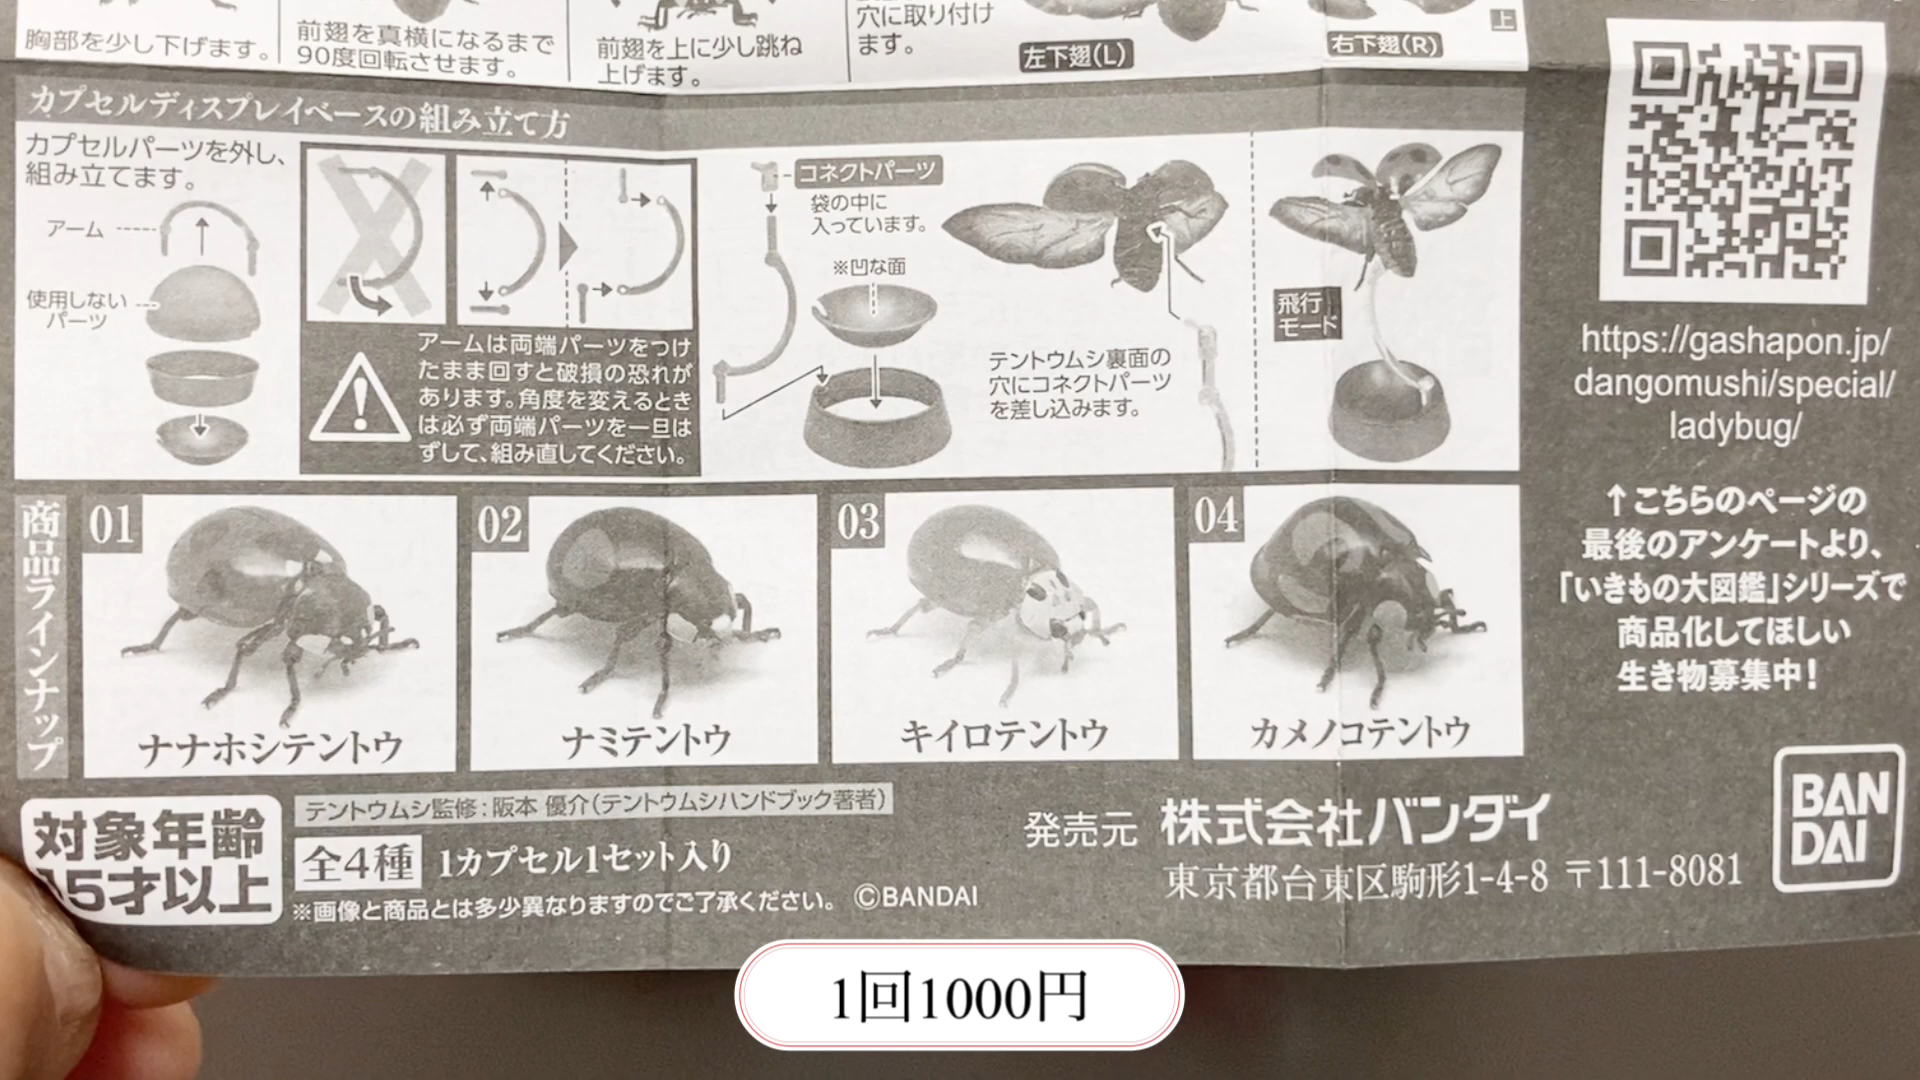 胸部を少し下げます。
前翅を真横になるまで
90度回転させます。
前翅を上に少し跳ね
上げます。
穴に取り付け
ます。
左下翅(L)
右下翅(R)
上
カプセルディスプレイベースの組み立て方
カプセルパーツを外し、
組み立てます。
アーム
使用しない
パーツ
アームは両端パーツをつけ
たまま回すと破損の恐れが
あります。角度を変えるとき
は必ず両端パーツを一旦は
ずして、組み直してください。
コネクトパーツ
袋の中に
入っています。
※凹な面
テントウムシ裏面の
穴にコネクトパーツ
を差し込みます。
飛行
モード
https://gashapon.jp/
dangomushi/special/
ladybug/
↑こちらのページの
最後のアンケートより、
「いきもの大図鑑」シリーズで
商品化してほしい
生き物募集中!
商品ラインナップ
01
ナナホシテントウ
02
ナミテントウ
03
キイロテントウ
04
カメノコテントウ
対象年齢
15才以上
テントウムシ監修:阪本 優介(テントウムシハンドブック著者)
全4種 1カプセル1セット入り
※画像と商品とは多少異なりますのでご了承ください。 ©BANDAI
発売元 株式会社バンダイ
東京都台東区駒形1-4-8 〒111-8081
BAN
DAI
1回1000円